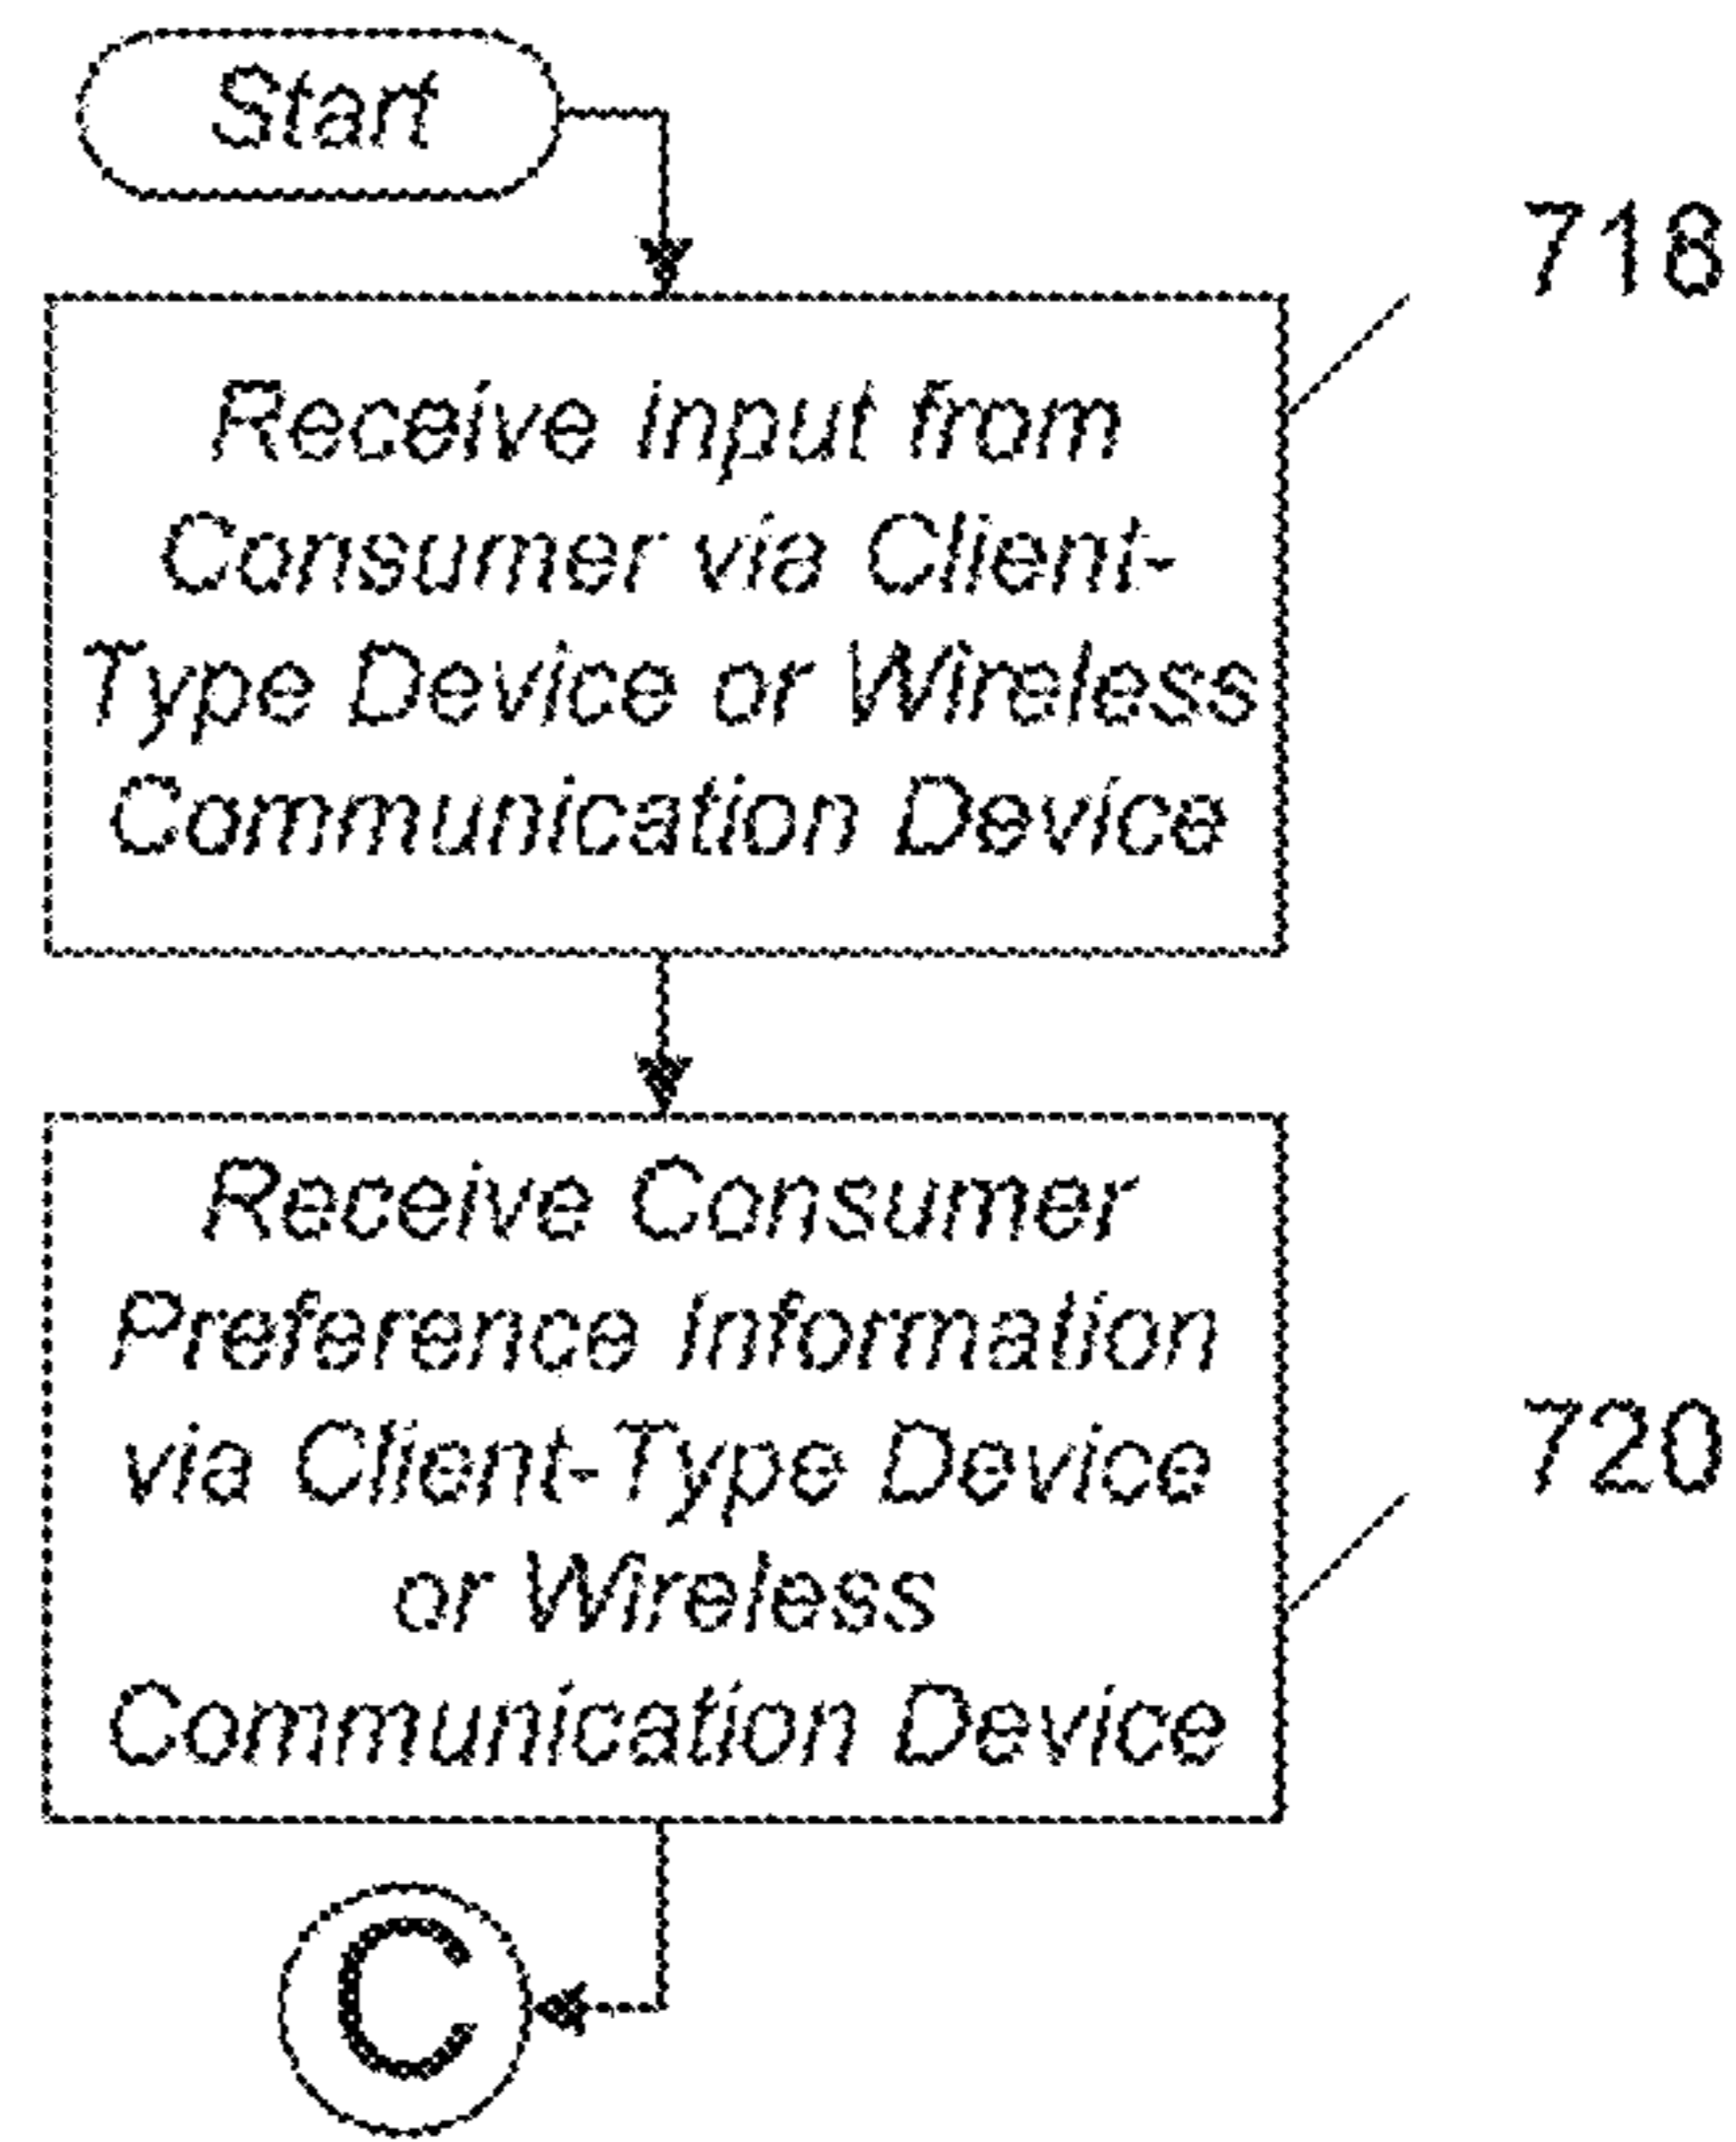 Start
718
Receive Input from
Consumer via Client-
Type Device or Wireless
Communication Device
Receive Consumer
Preference Information
via Client-Type Device
or Wireless
Communication Device
720
C